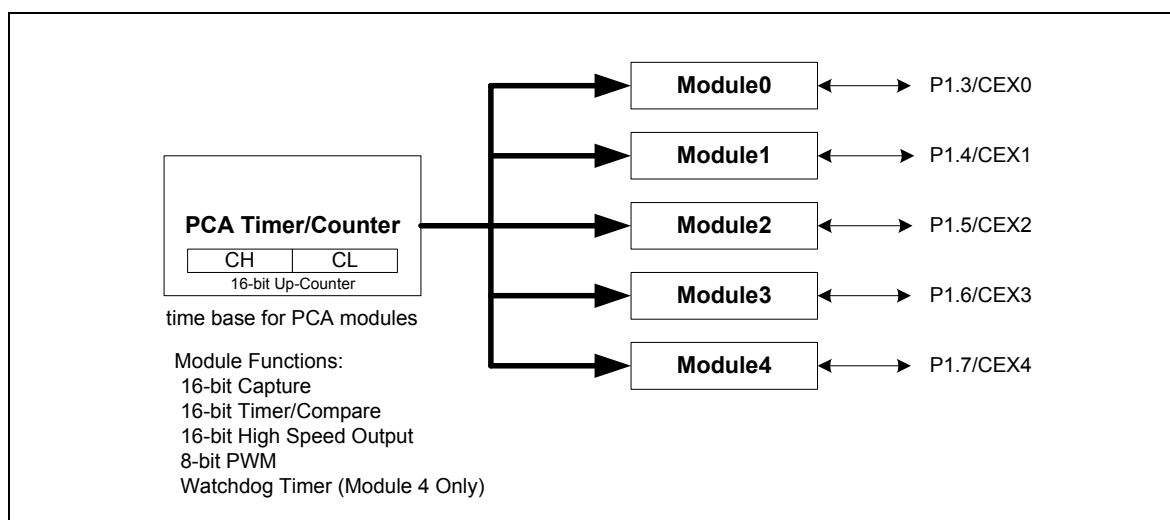 Module0
P1.3/CEX0
Module1
P1.4/CEX1
PCA Timer/Counter
CH
CL
16-bit Up-Counter
time base for PCA modules
Module2
P1.5/CEX2
Module3
P1.6/CEX3
Module4
P1.7/CEX4
Module Functions:
16-bit Capture
16-bit Timer/Compare
16-bit High Speed Output
8-bit PWM
Watchdog Timer (Module 4 Only)